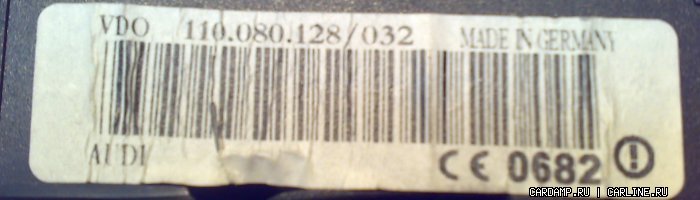 VDO 110.080.128/032 MADE IN GERMANY
AUDI CE 0682
CARDAMP.RU | CARLINE.RU